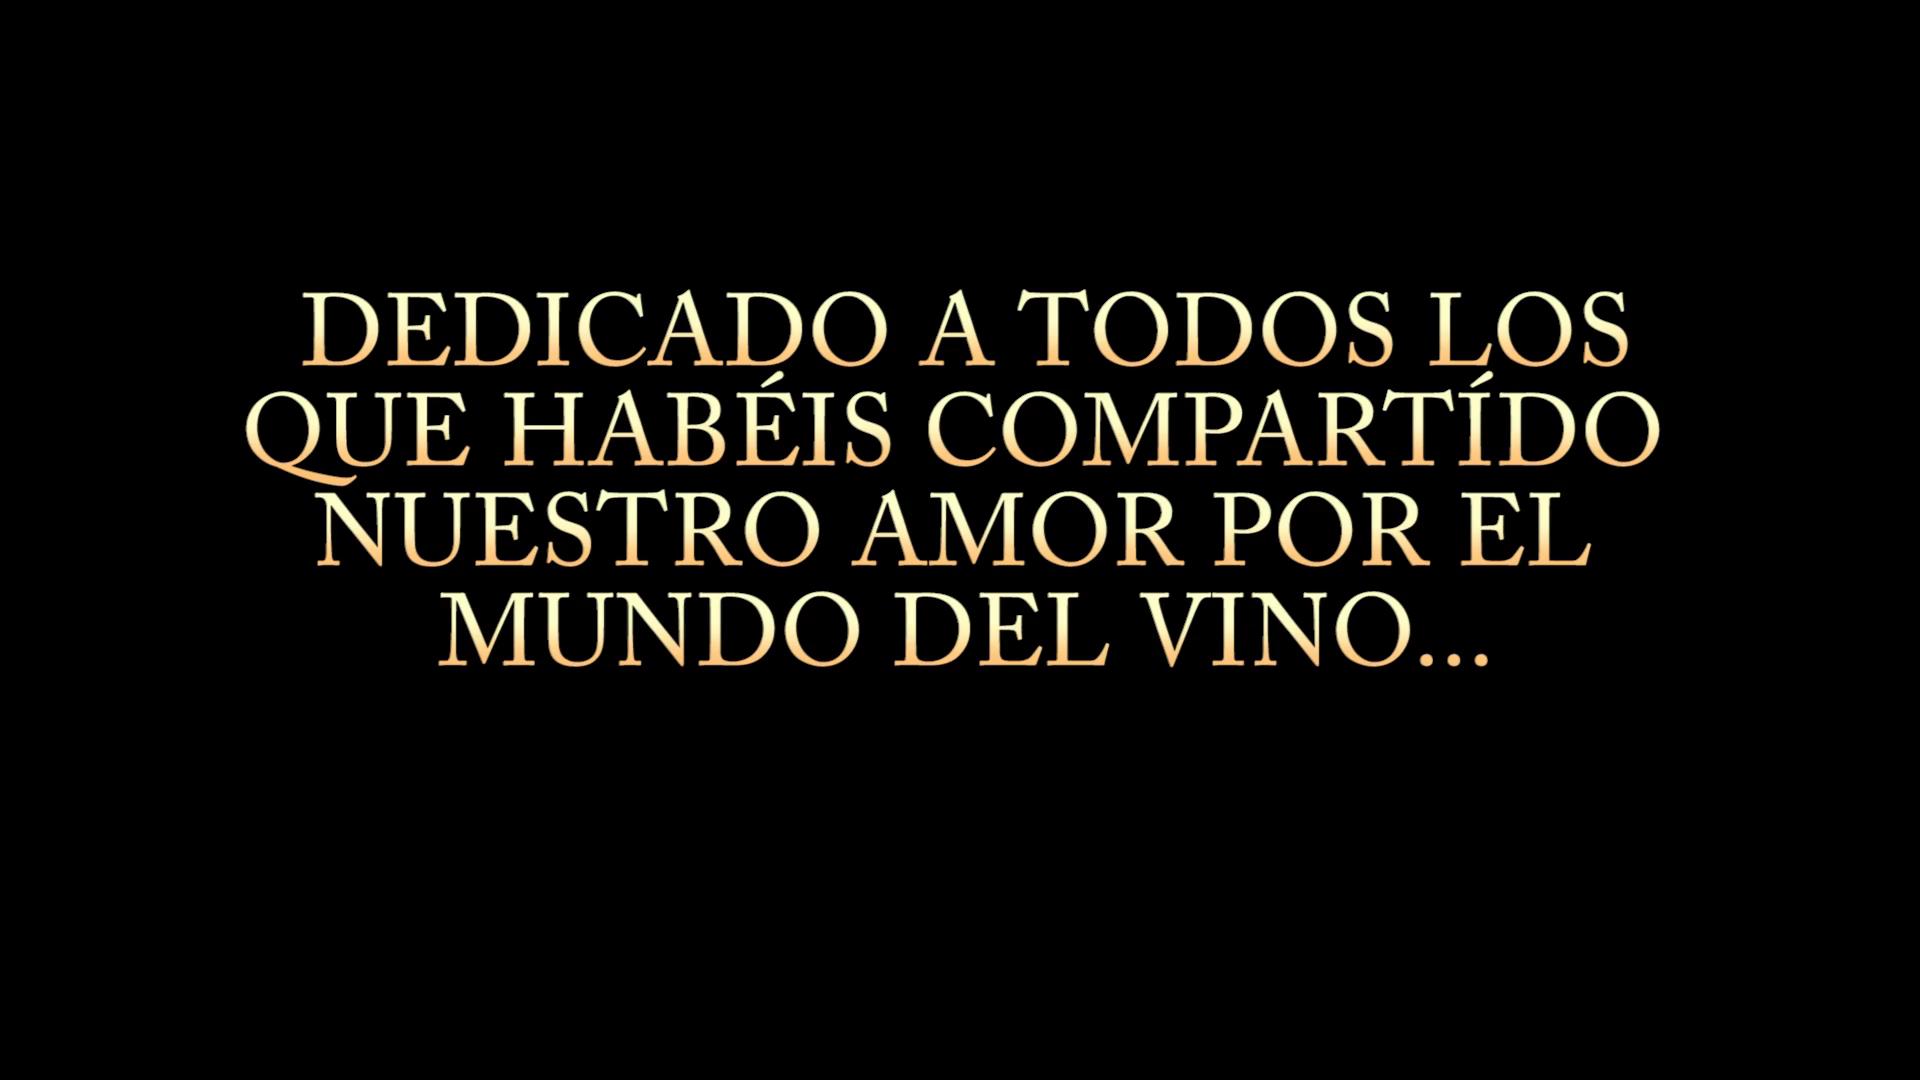 DEDICADO A TODOS LOS
QUE HABÉIS COMPARTÍDO
NUESTRO AMOR POR EL
MUNDO DEL VINO...